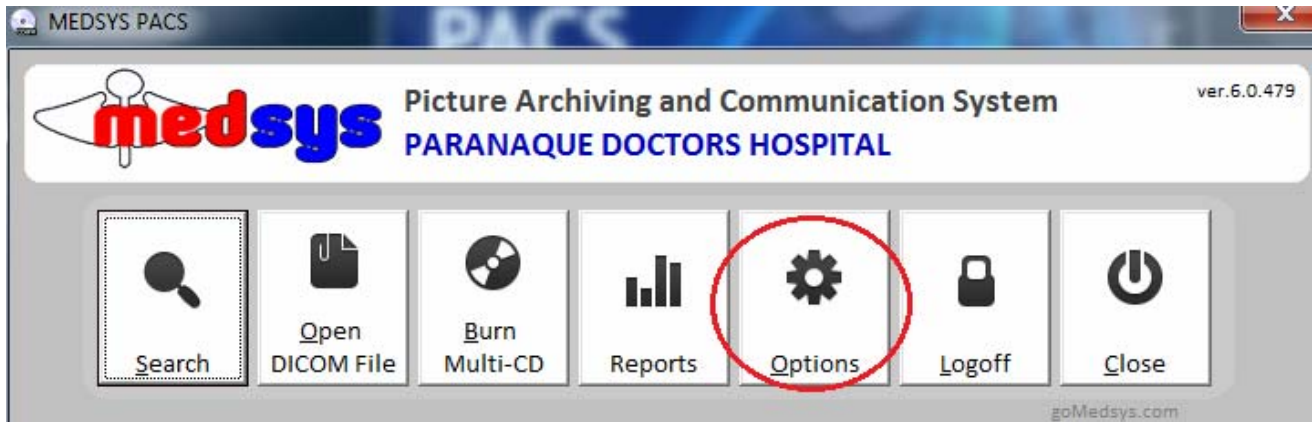 MEDSYS PACS
PACS
medsys
Picture Archiving and Communication System
ver.6.0.479
PARANAQUE DOCTORS HOSPITAL
Search
Open
DICOM File
Burn
Multi-CD
Reports
Options
Logoff
Close
goMedsys.com